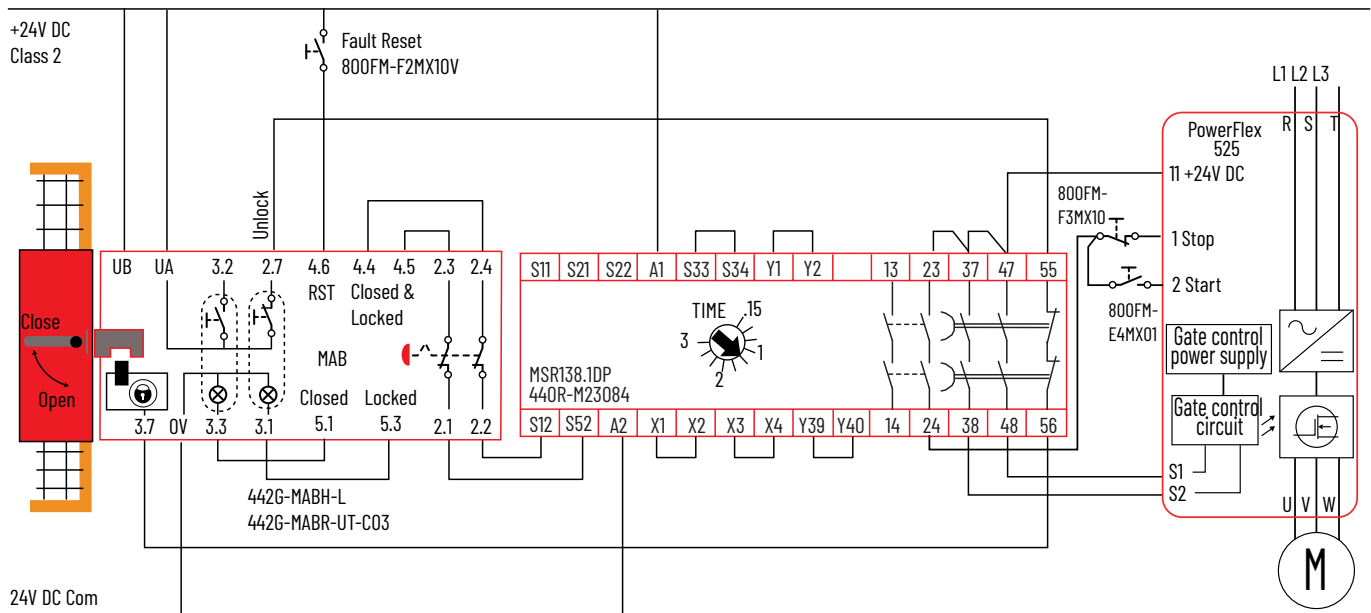 +24V DC
Class 2
Fault Reset
800FM-F2MX10V
L1 L2 L3
PowerFlex
525
R S T
11 +24V DC
800FM-
F3MX10
1 Stop
2 Start
800FM-
E4MX01
Unlock
UB UA 3.2 2.7 4.6 4.4 4.5 2.3 2.4
RST Closed &
Locked
MAB
Closed Locked
3.7 0V 3.3 3.1 5.1 5.3 2.1 2.2
Close
Open
S11 S21 S22 A1 S33 S34 Y1 Y2 13 23 37 47 55
TIME .15
3 1
2
MSR138.1DP
440R-M23084
S12 S52 A2 X1 X2 X3 X4 Y39 Y40 14 24 38 48 56
Gate control
power supply
Gate control
circuit
S1
S2
U V W
M
442G-MABH-L
442G-MABR-UT-C03
24V DC Com